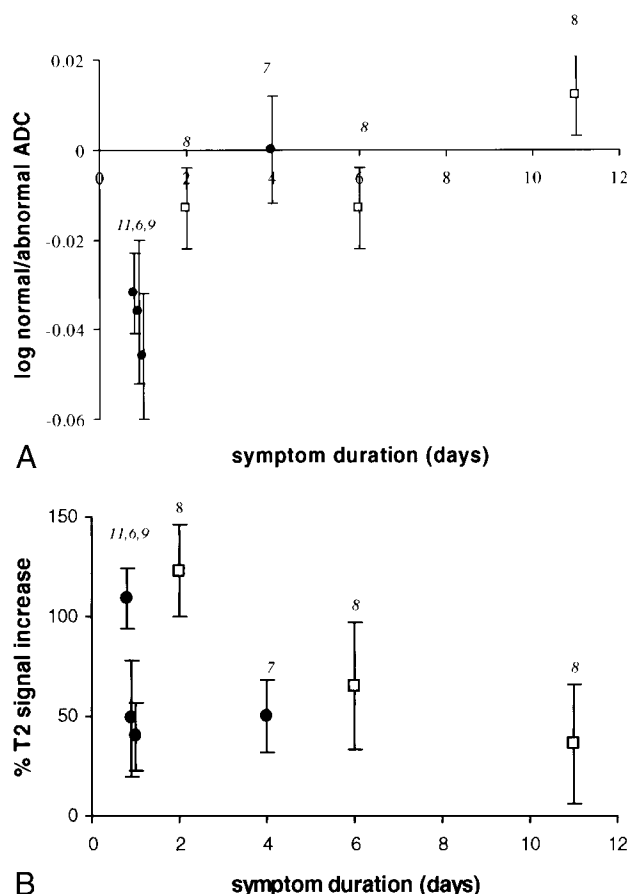 8
0.02
7
8
8
log normal/abnormal ADC
0
0 2 4 6 8 10 12
11,6,9
-0.02
-0.04
-0.06
A
symptom duration (days)
150
8
11,6,9
% T2 signal increase
100
8
7
8
50
0
0 2 4 6 8 10 12
B
symptom duration (days)